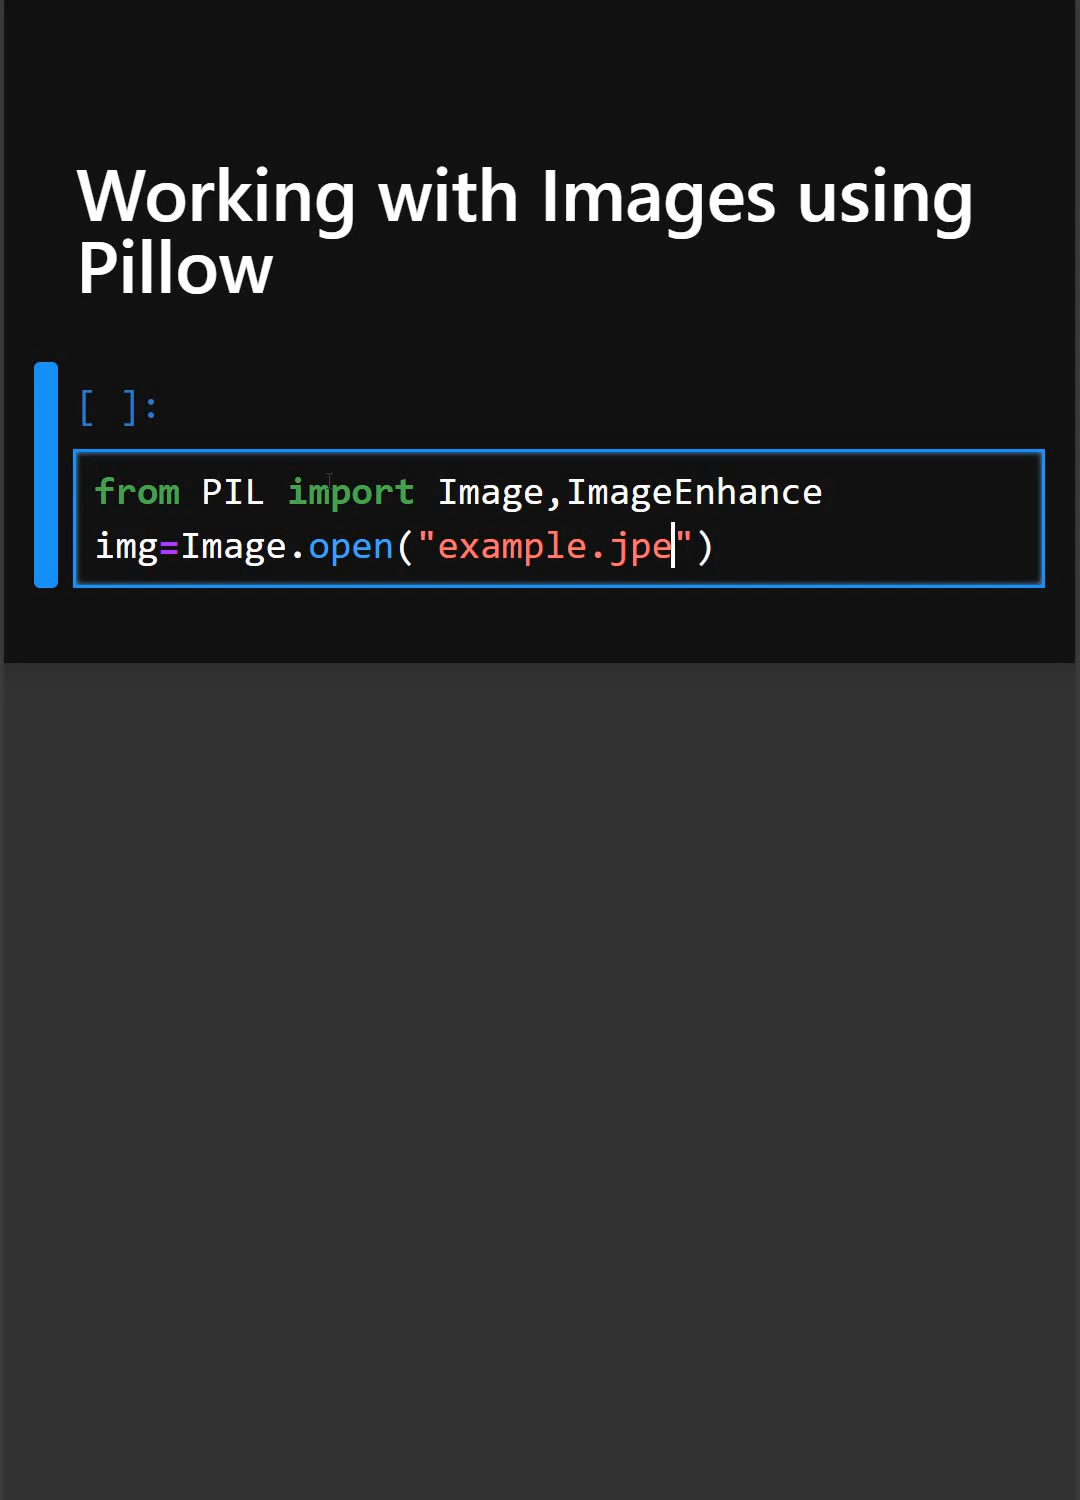 Working with Images using
Pillow
[ ]:
from PIL import Image,ImageEnhance
img=Image.open("example.jpe")